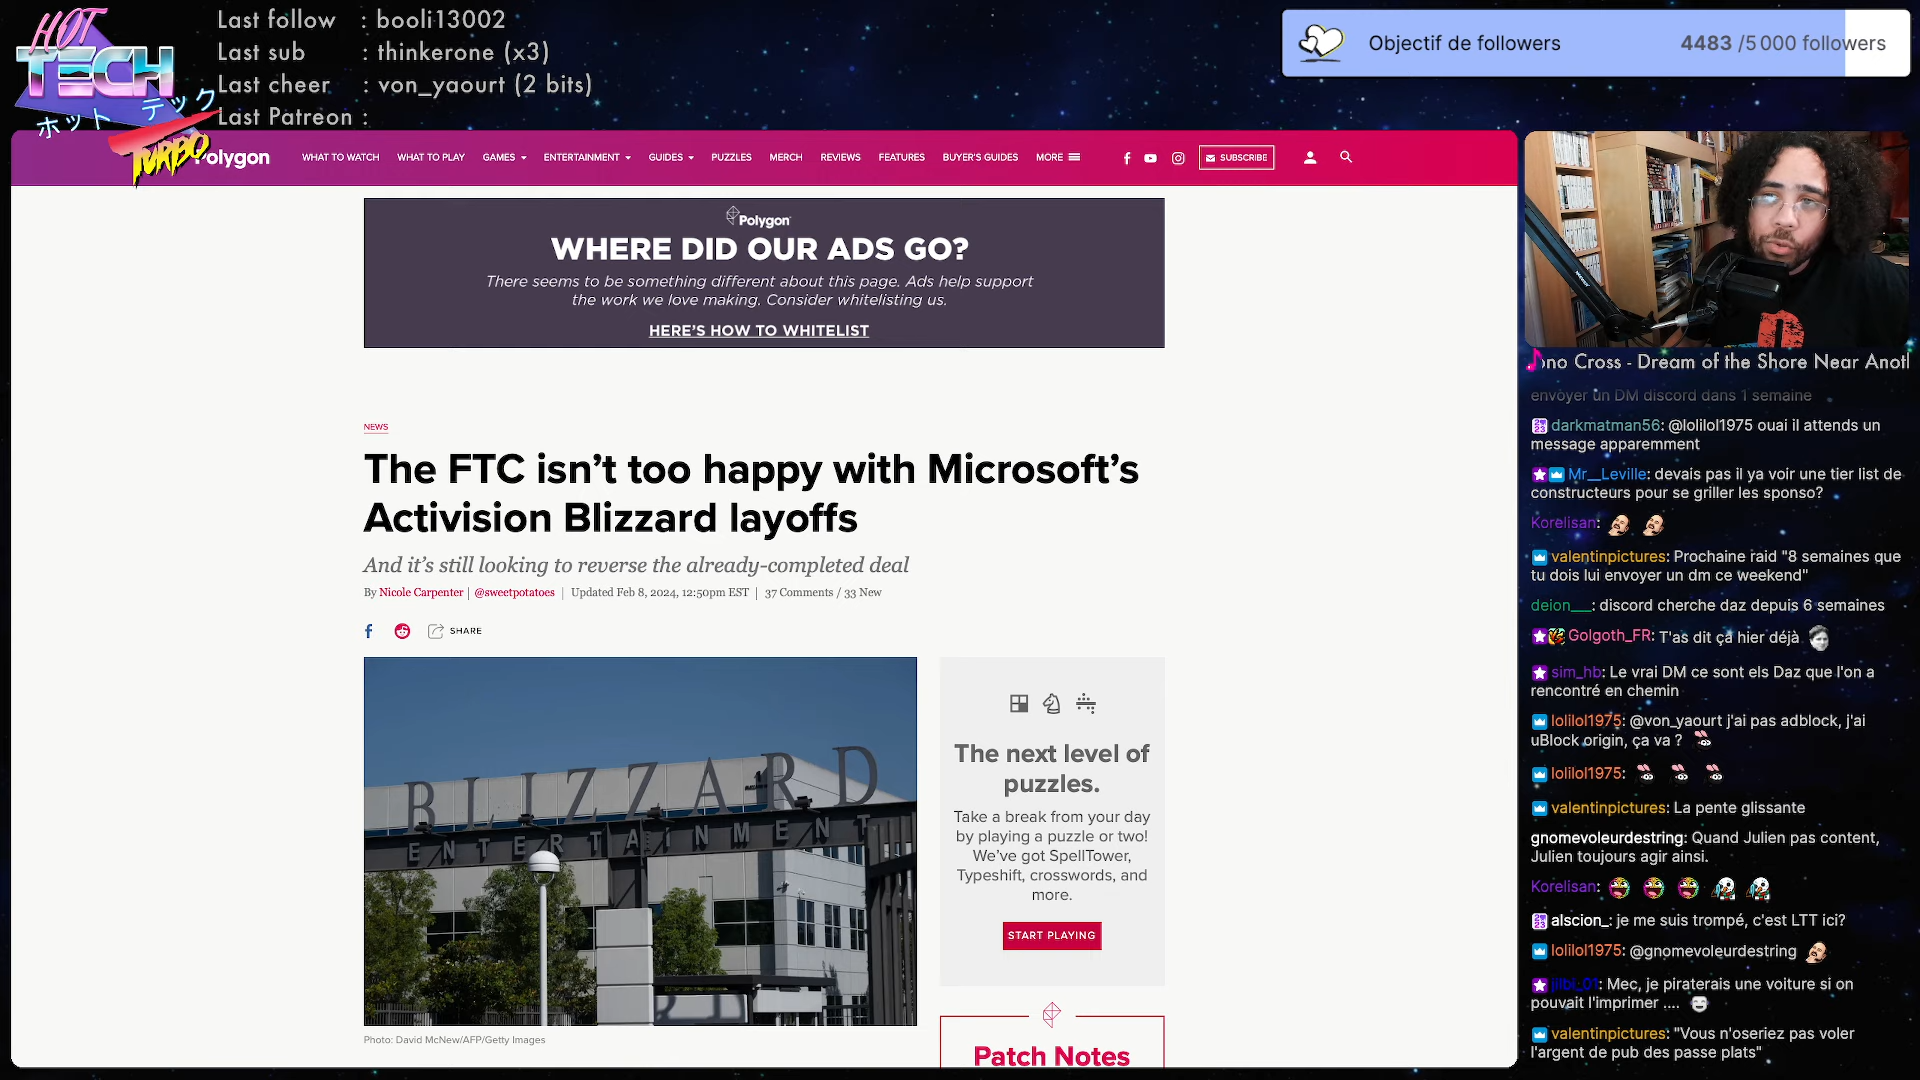 HOT
TECH
ホット テック
TURBO
Last follow : booli13002
Last sub : thinkerone (x3)
Last cheer : von_yaourt (2 bits)
Last Patreon :
Objectif de followers 4483 /5 000 followers
Polygon
WHAT TO WATCH WHAT TO PLAY GAMES ENTERTAINMENT GUIDES PUZZLES MERCH REVIEWS FEATURES BUYER'S GUIDES MORE SUBSCRIBE
Polygon
WHERE DID OUR ADS GO?
There seems to be something different about this page. Ads help support
the work we love making. Consider whitelisting us.
HERE'S HOW TO WHITELIST
NEWS
The FTC isn't too happy with Microsoft's
Activision Blizzard layoffs
And it's still looking to reverse the already-completed deal
By Nicole Carpenter | @sweetpotatoes | Updated Feb 8, 2024, 12:50pm EST | 37 Comments / 33 New
SHARE
BLIZZARD
ENTERTAINMENT
Photo: David McNew/AFP/Getty Images
The next level of
puzzles.
Take a break from your day
by playing a puzzle or two!
We've got SpellTower,
Typeshift, crosswords, and
more.
START PLAYING
Patch Notes
ono Cross - Dream of the Shore Near Anot
envoyer un DM discord dans 1 semaine
darkmatman56: @lolilol1975 ouai il attends un
message apparemment
Mr__Leville: devais pas il ya voir une tier list de
constructeurs pour se griller les sponso?
Korelisan:
valentinpictures: Prochaine raid "8 semaines que
tu dois lui envoyer un dm ce weekend"
deion___: discord cherche daz depuis 6 semaines
Golgoth_FR: T'as dit ça hier déjà
sim_hb: Le vrai DM ce sont els Daz que l'on a
rencontré en chemin
lolilol1975: @von_yaourt j'ai pas adblock, j'ai
uBlock origin, ça va ?
lolilol1975:
valentinpictures: La pente glissante
gnomevoleurdestring: Quand Julien pas content,
Julien toujours agir ainsi.
Korelisan:
alscion_: je me suis trompé, c'est LTT ici?
lolilol1975: @gnomevoleurdestring
Mec, je piraterais une voiture si on
pouvait l'imprimer ....
valentinpictures: "Vous n'oseriez pas voler
l'argent de pub des passe plats"